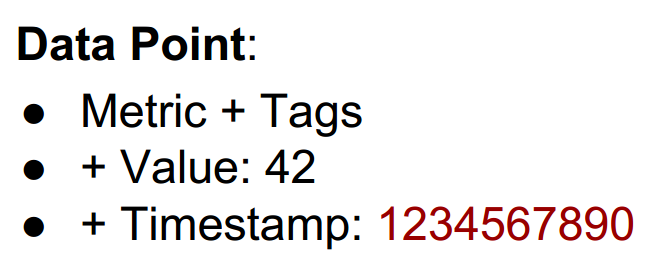 Data Point:
● Metric + Tags
● + Value: 42
● + Timestamp: 1234567890